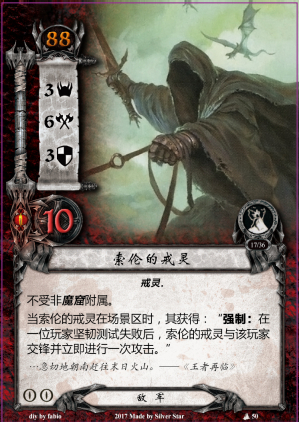 88
3
6
3
10
17/36
索伦的戒灵
戒灵.
不受非魔窟附属。
当索伦的戒灵在场景区时，其获得：“强制：在
一位玩家坚韧测试失败后，索伦的戒灵与该玩家
交锋并立即进行一次攻击。”
…急切地朝南赶往末日火山。——《王者再临》
敌军
diy by fabio
2017 Made by Silver Star
50